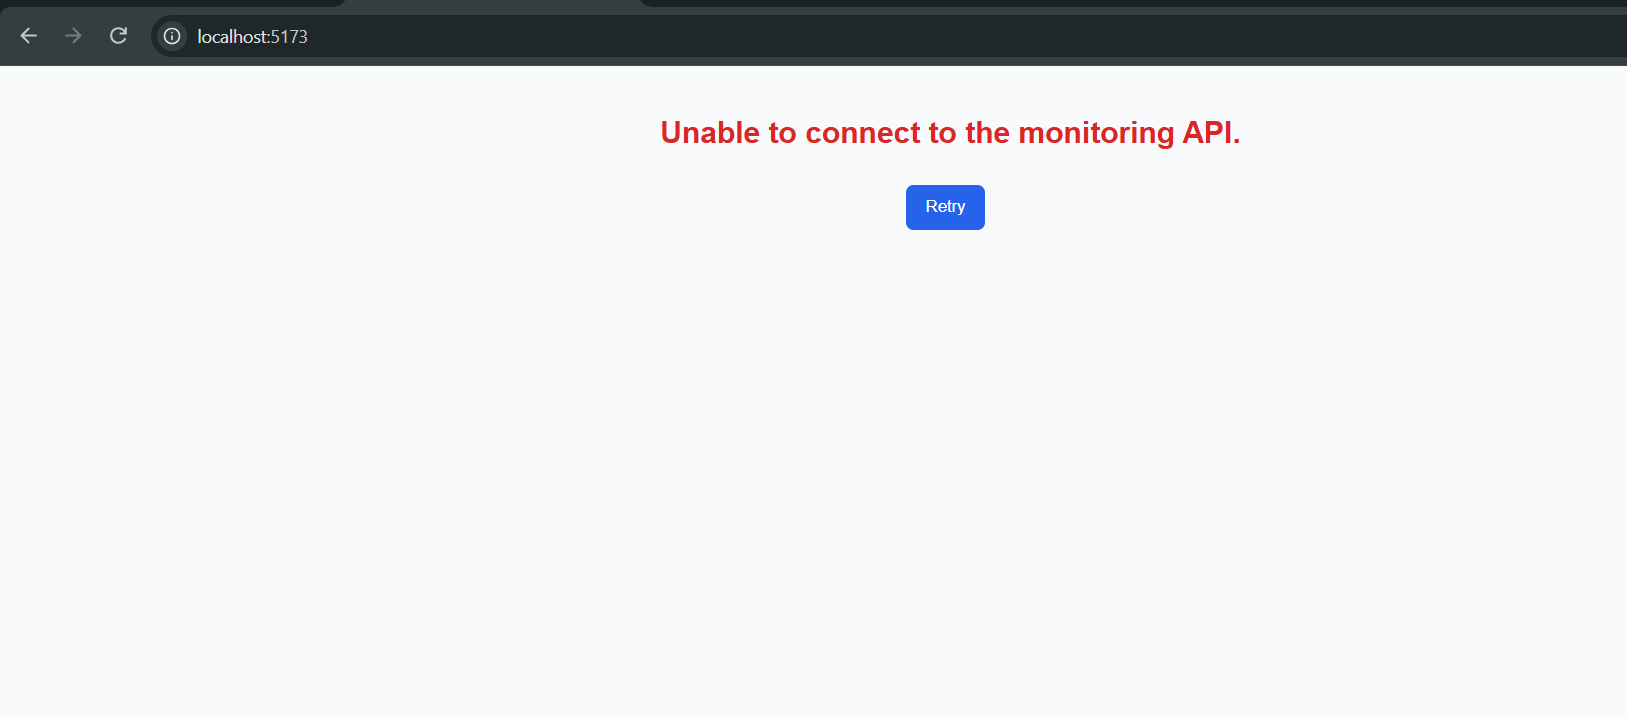 localhost:5173
Unable to connect to the monitoring API.
Retry